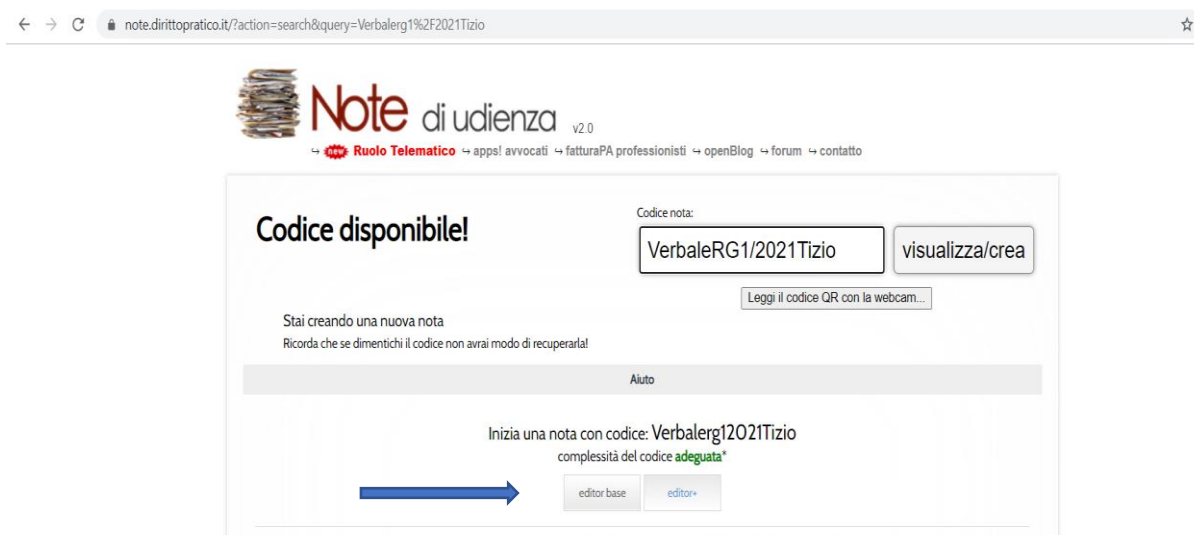 note.dirittopratico.it/?action=search&query=Verbalerg1%2F2021Tizio
Note di udienza v2.0
↪ new Ruolo Telematico ↪ apps! avvocati ↪ fatturaPA professionisti ↪ openBlog ↪ forum ↪ contatto
Codice disponibile!
Codice nota:
VerbaleRG1/2021Tizio
visualizza/crea
Leggi il codice QR con la webcam...
Stai creando una nuova nota
Ricorda che se dimentichi il codice non avrai modo di recuperarla!
Aiuto
Inizia una nota con codice: Verbalerg12021Tizio
complessità del codice adeguata*
editor base editor+